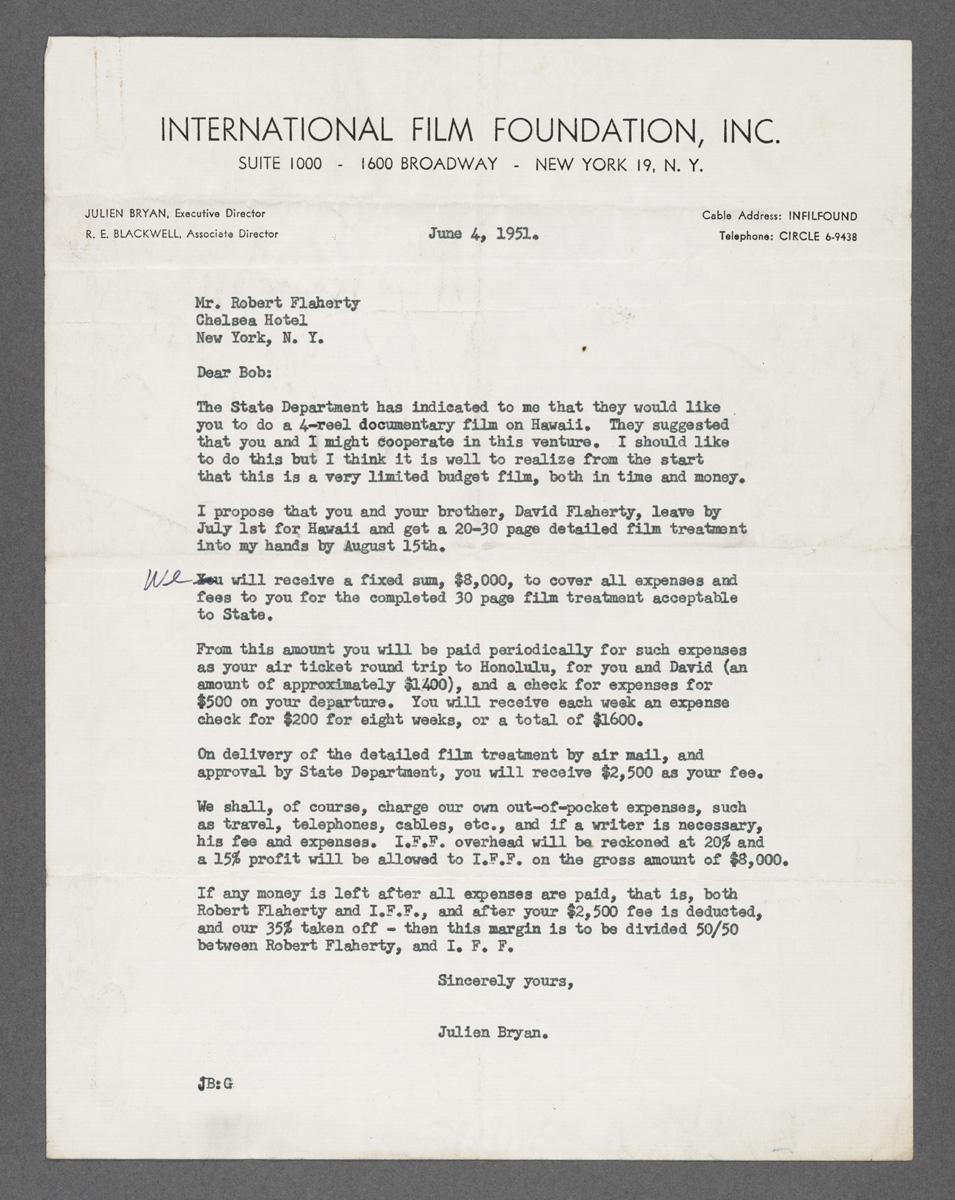 INTERNATIONAL FILM FOUNDATION, INC.
SUITE 1000 - 1600 BROADWAY - NEW YORK 19, N. Y.
JULIEN BRYAN, Executive Director
R. E. BLACKWELL, Associate Director
Cable Address: INFILFOUND
Telephone: CIRCLE 6-9438
June 4, 1951.
Mr. Robert Flaherty
Chelsea Hotel
New York, N. Y.
Dear Bob:
The State Department has indicated to me that they would like
you to do a 4-reel documentary film on Hawaii. They suggested
that you and I might cooperate in this venture. I should like
to do this but I think it is well to realize from the start
that this is a very limited budget film, both in time and money.
I propose that you and your brother, David Flaherty, leave by
July 1st for Hawaii and get a 20-30 page detailed film treatment
into my hands by August 15th.
We You will receive a fixed sum, $8,000, to cover all expenses and
fees to you for the completed 30 page film treatment acceptable
to State.
From this amount you will be paid periodically for such expenses
as your air ticket round trip to Honolulu, for you and David (an
amount of approximately $1400), and a check for expenses for
$500 on your departure. You will receive each week an expense
check for $200 for eight weeks, or a total of $1600.
On delivery of the detailed film treatment by air mail, and
approval by State Department, you will receive $2,500 as your fee.
We shall, of course, charge our own out-of-pocket expenses, such
as travel, telephones, cables, etc., and if a writer is necessary,
his fee and expenses. I.F.F. overhead will be reckoned at 20% and
a 15% profit will be allowed to I.F.F. on the gross amount of $8,000.
If any money is left after all expenses are paid, that is, both
Robert Flaherty and I.F.F., and after your $2,500 fee is deducted,
and our 35% taken off - then this margin is to be divided 50/50
between Robert Flaherty, and I. F. F.
Sincerely yours,
Julien Bryan.
JB:G